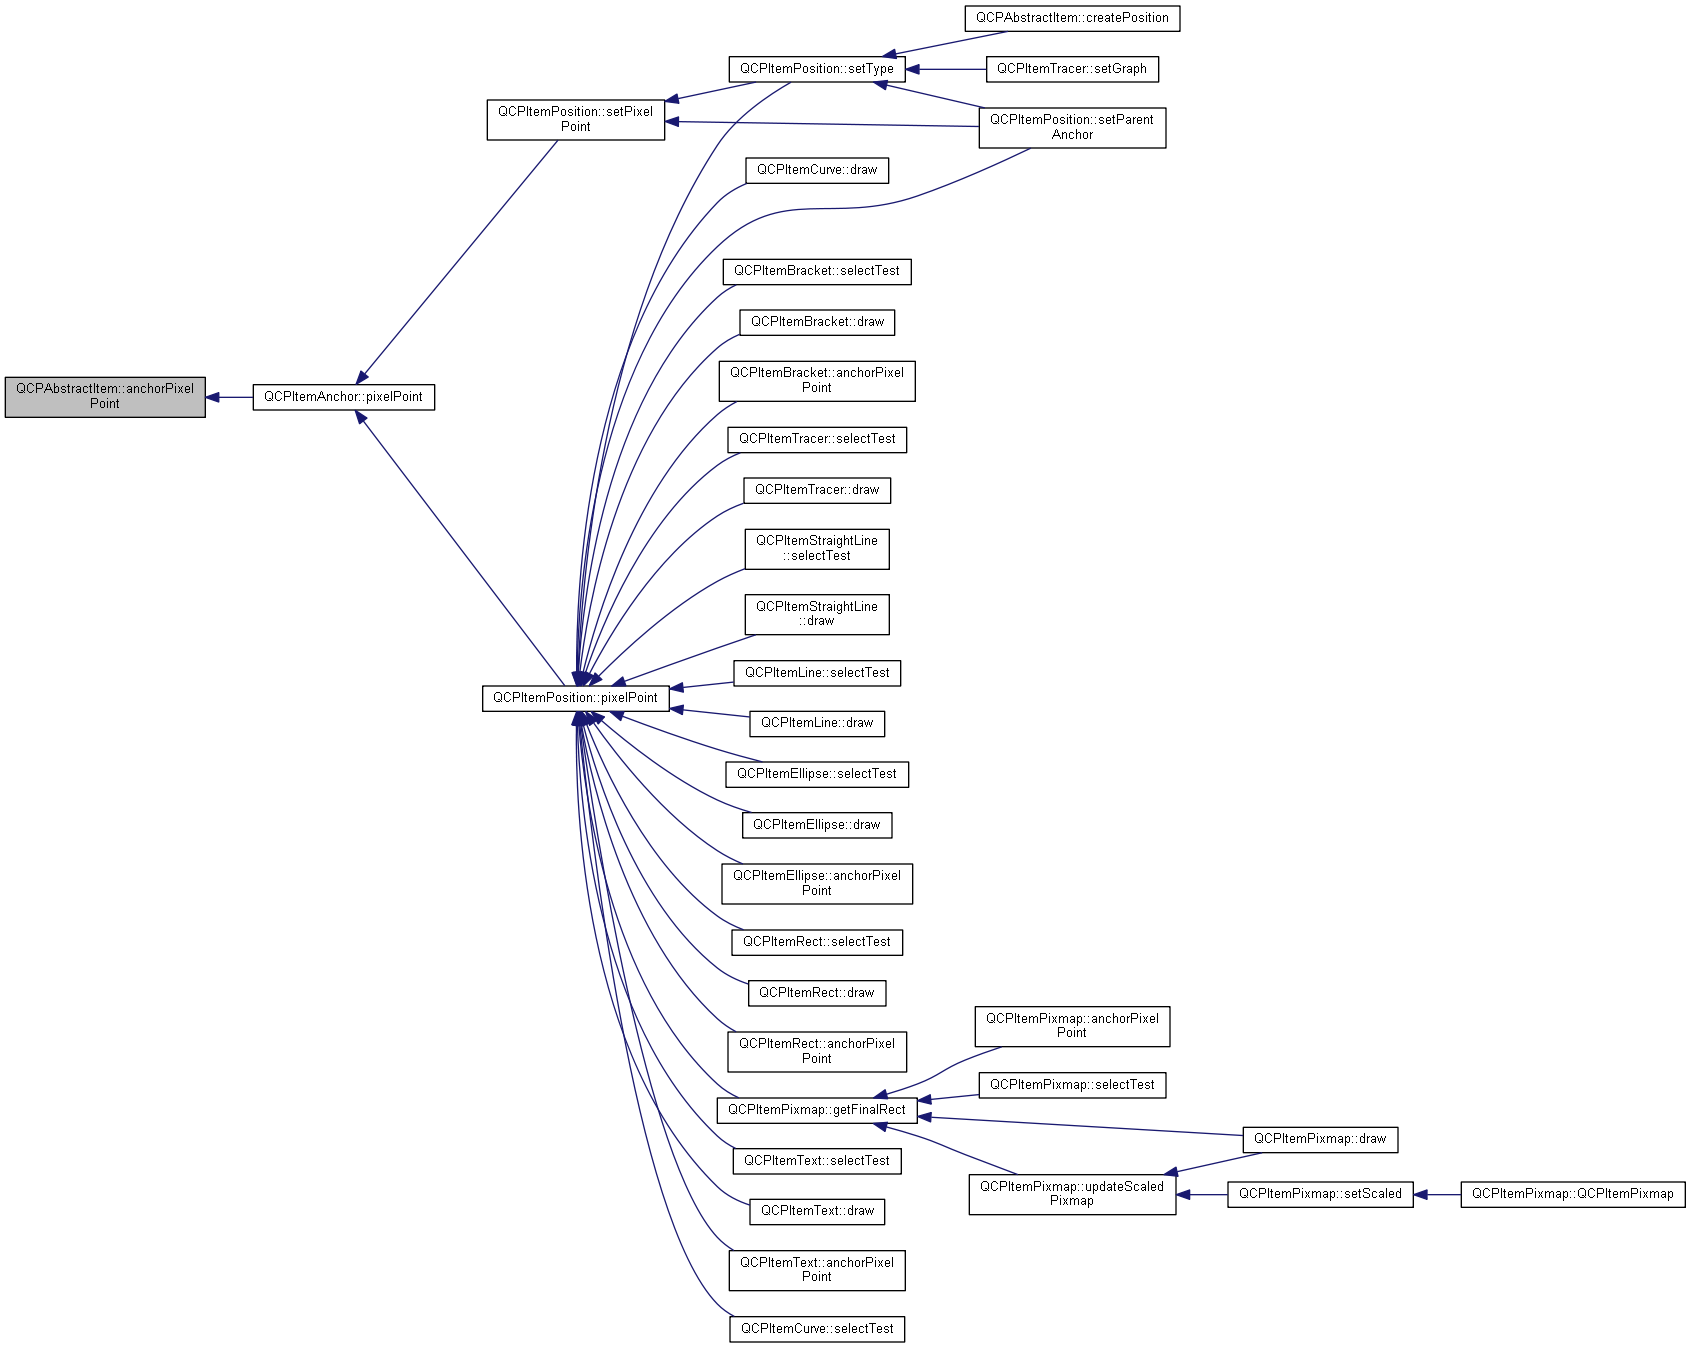 QCPAbstractItem::createPosition
QCPItemPosition::setType
QCPItemTracer::setGraph
QCPItemPosition::setPixel
Point
QCPItemPosition::setParent
Anchor
QCPItemCurve::draw
QCPItemBracket::selectTest
QCPItemBracket::draw
QCPItemBracket::anchorPixel
Point
QCPAbstractItem::anchorPixel
Point
QCPItemAnchor::pixelPoint
QCPItemTracer::selectTest
QCPItemTracer::draw
QCPItemStraightLine
::selectTest
QCPItemStraightLine
::draw
QCPItemLine::selectTest
QCPItemPosition::pixelPoint
QCPItemLine::draw
QCPItemEllipse::selectTest
QCPItemEllipse::draw
QCPItemEllipse::anchorPixel
Point
QCPItemRect::selectTest
QCPItemRect::draw
QCPItemRect::anchorPixel
Point
QCPItemPixmap::anchorPixel
Point
QCPItemPixmap::selectTest
QCPItemPixmap::getFinalRect
QCPItemPixmap::draw
QCPItemText::selectTest
QCPItemPixmap::updateScaled
Pixmap
QCPItemPixmap::setScaled
QCPItemPixmap::QCPItemPixmap
QCPItemText::draw
QCPItemText::anchorPixel
Point
QCPItemCurve::selectTest